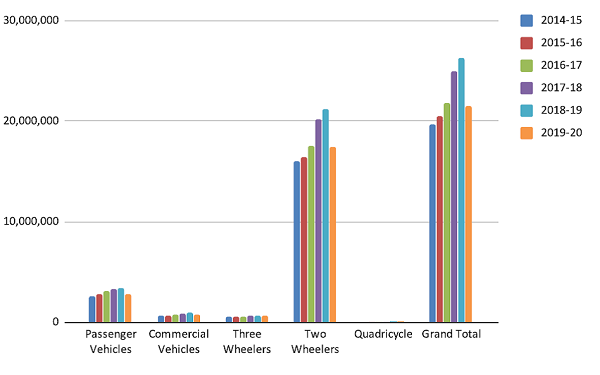 30,000,000
20,000,000
10,000,000
0
Passenger
Vehicles
Commercial
Vehicles
Three
Wheelers
Two
Wheelers
Quadricycle
Grand Total
2014-15
2015-16
2016-17
2017-18
2018-19
2019-20